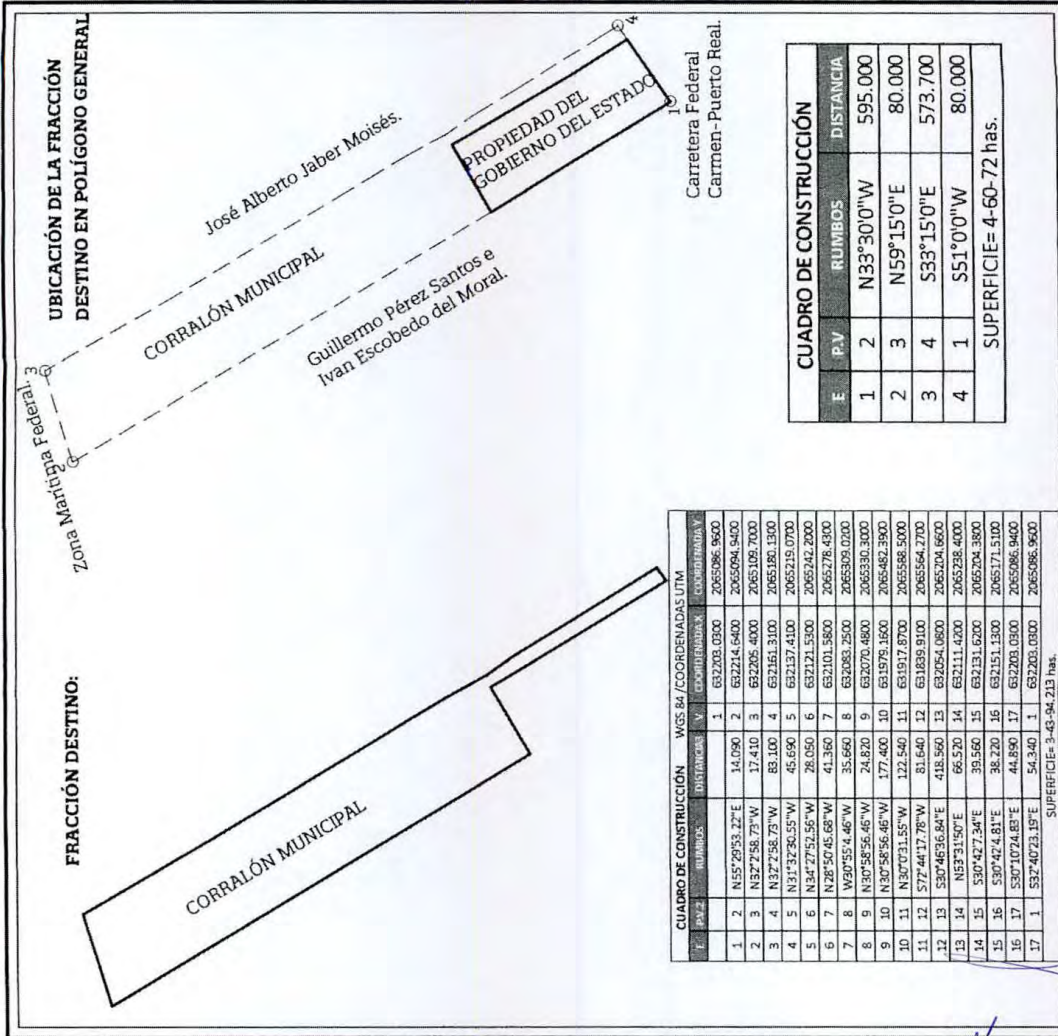 FRACCIÓN DESTINO:
CORRALÓN MUNICIPAL
UBICACIÓN DE LA FRACCIÓN
DESTINO EN POLÍGONO GENERAL
Zona Marítima Federal.
2
3
José Alberto Jaber Moisés.
CORRALÓN MUNICIPAL
Guillermo Pérez Santos e
Ivan Escobedo del Moral.
PROPIEDAD DEL
GOBIERNO DEL ESTADO
4
1
Carretera Federal
Carmen-Puerto Real.
CUADRO DE CONSTRUCCIÓN WGS 84 /COORDENADAS UTM
E P.V 2 RUMBOS DISTANCIAS V COORDENADA X COORDENADA Y
1 632203.0300 2065086.9600
1 2 N55°29'53.22"E 14.090 2 632214.6400 2065094.9400
2 3 N32°2'58.73"W 17.410 3 632205.4000 2065109.7000
3 4 N32°2'58.73"W 83.100 4 632161.3100 2065180.1300
4 5 N31°32'30.55"W 45.690 5 632137.4100 2065219.0700
5 6 N34°27'52.56"W 28.050 6 632121.5300 2065242.2000
6 7 N28°50'45.68"W 41.360 7 632101.5800 2065278.4300
7 8 W30°55'4.46"W 35.660 8 632083.2500 2065309.0200
8 9 N30°58'56.46"W 24.820 9 632070.4800 2065330.3000
9 10 N30°58'56.46"W 177.400 10 631979.1600 2065482.3900
10 11 N30°0'31.55"W 122.540 11 631917.8700 2065588.5000
11 12 S72°44'17.78"W 81.640 12 631839.9100 2065564.2700
12 13 S30°46'36.84"E 418.560 13 632054.0800 2065204.6600
13 14 N53°31'50"E 66.520 14 632111.4200 2065238.4000
14 15 S30°42'7.34"E 39.560 15 632131.6200 2065204.3800
15 16 S30°42'4.81"E 38.220 16 632151.1300 2065171.5100
16 17 S30°10'24.83"E 44.890 17 632203.0300 2065086.9400
17 1 S32°40'23.19"E 54.340 1 632203.0300 2065086.9600
SUPERFICIE= 3-43-94.213 has.
CUADRO DE CONSTRUCCIÓN
E P.V RUMBOS DISTANCIA
1 2 N33°30'0"W 595.000
2 3 N59°15'0"E 80.000
3 4 S33°15'0"E 573.700
4 1 S51°0'0"W 80.000
SUPERFICIE= 4-60-72 has.